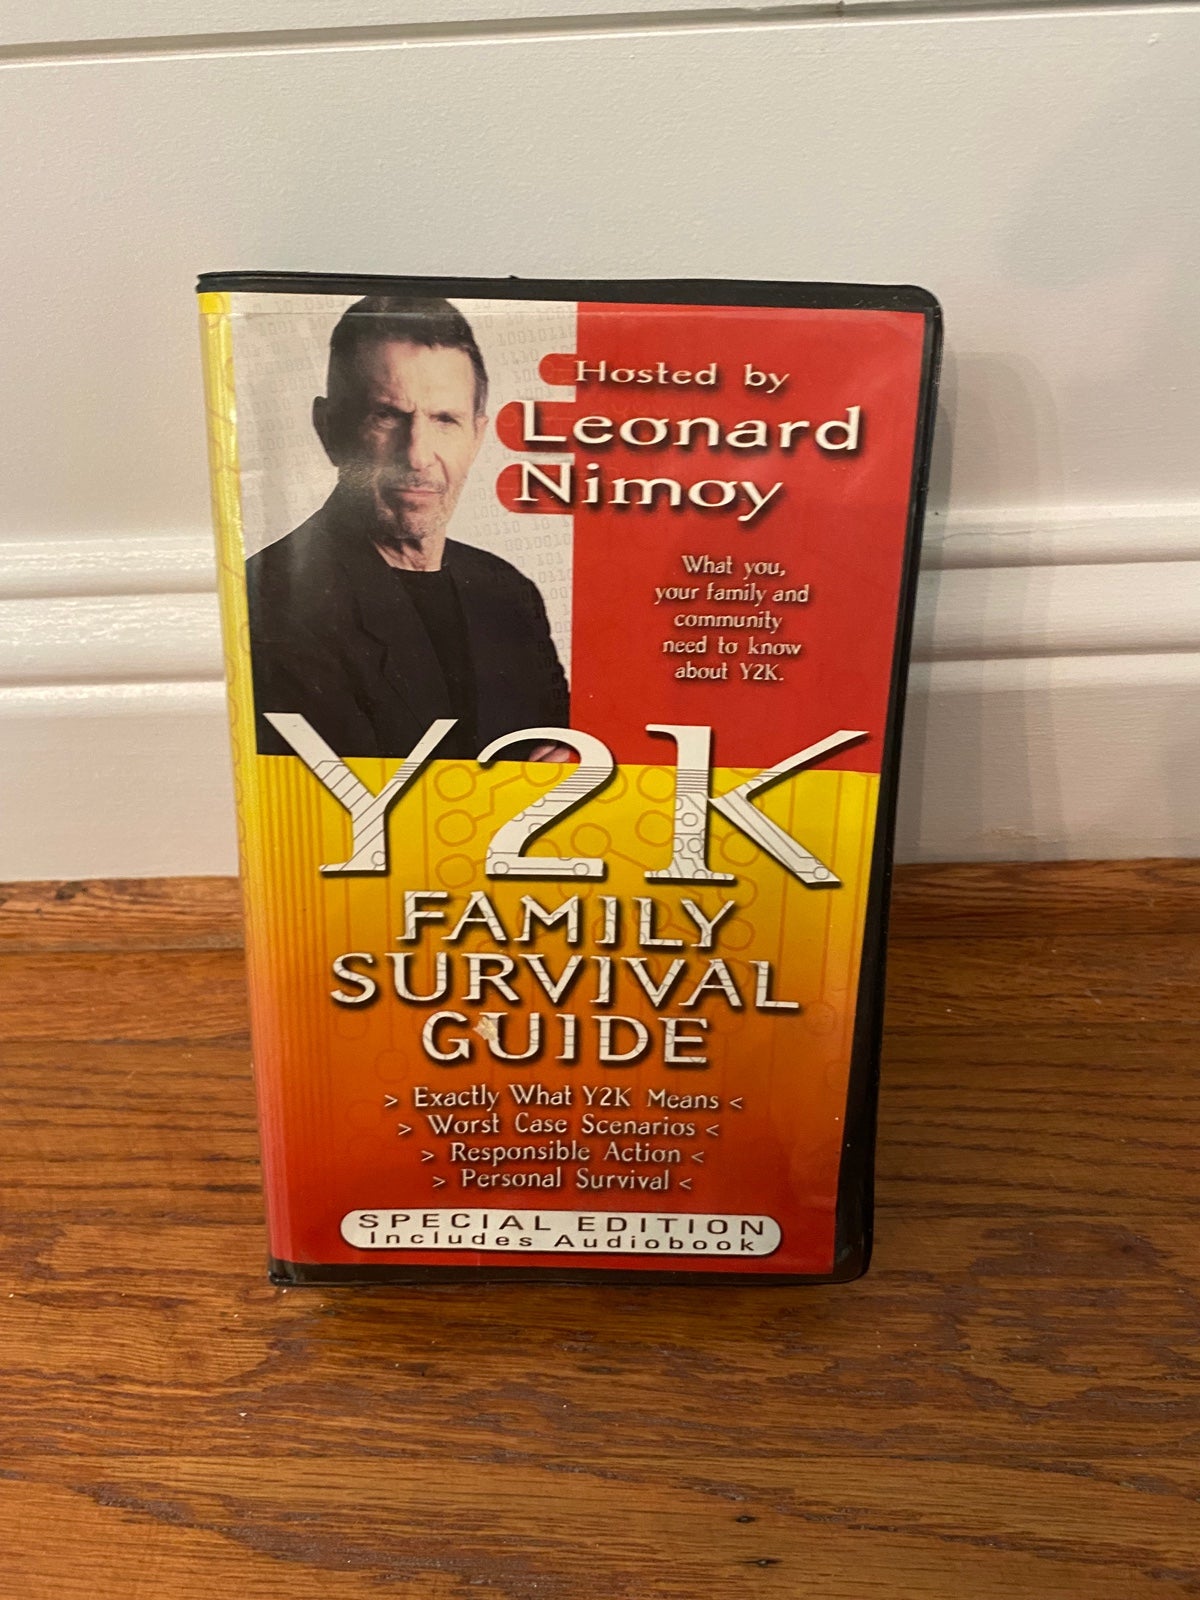 Hosted by
Leonard
Nimoy
What you,
your family and
community
need to know
about Y2K.
Y2K
FAMILY
SURVIVAL
GUIDE
> Exactly What Y2K Means <
> Worst Case Scenarios <
> Responsible Action <
> Personal Survival <
SPECIAL EDITION
Includes Audiobook